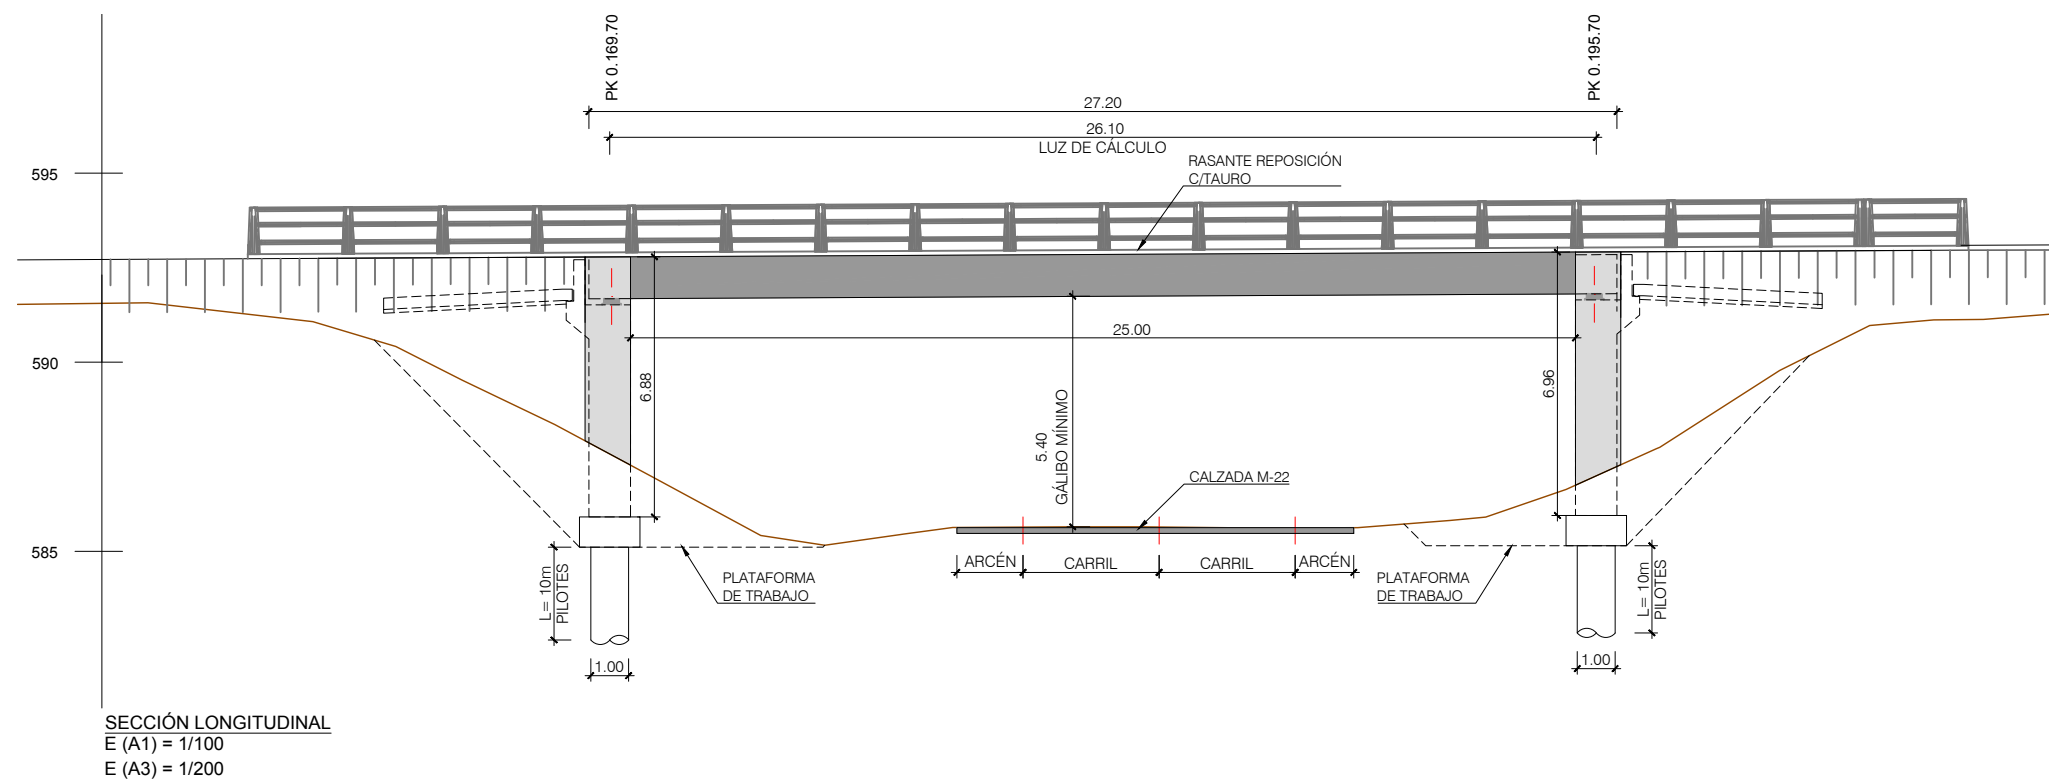 PK 0.169.70
PK 0.195.70
27.20
26.10
LUZ DE CÁLCULO
RASANTE REPOSICIÓN
C/TAURO
595
590
585
25.00
6.88
6.96
5.40
GÁLIBO MÍNIMO
CALZADA M-22
ARCÉN
CARRIL
CARRIL
ARCÉN
PLATAFORMA
DE TRABAJO
PLATAFORMA
DE TRABAJO
L= 10m
PILOTES
L= 10m
PILOTES
1.00
1.00
SECCIÓN LONGITUDINAL
E (A1) = 1/100
E (A3) = 1/200